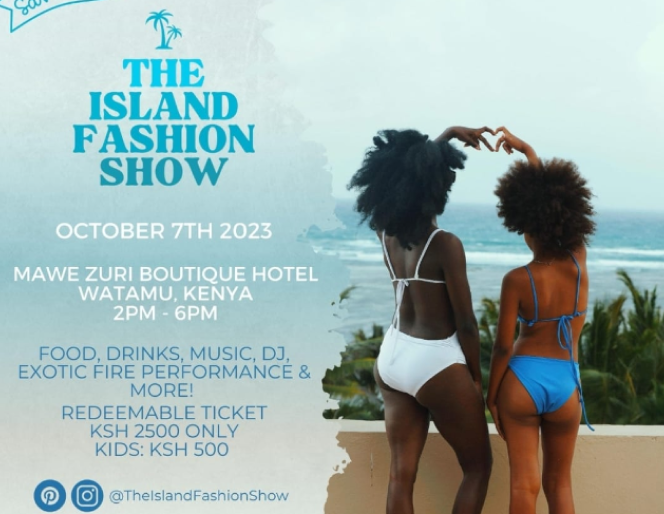 THE
ISLAND
FASHION
SHOW
OCTOBER 7TH 2023
MAWE ZURI BOUTIQUE HOTEL
WATAMU, KENYA
2PM - 6PM
FOOD, DRINKS, MUSIC, DJ,
EXOTIC FIRE PERFORMANCE &
MORE!
REDEEMABLE TICKET
KSH 2500 ONLY
KIDS: KSH 500
@TheIslandFashionShow